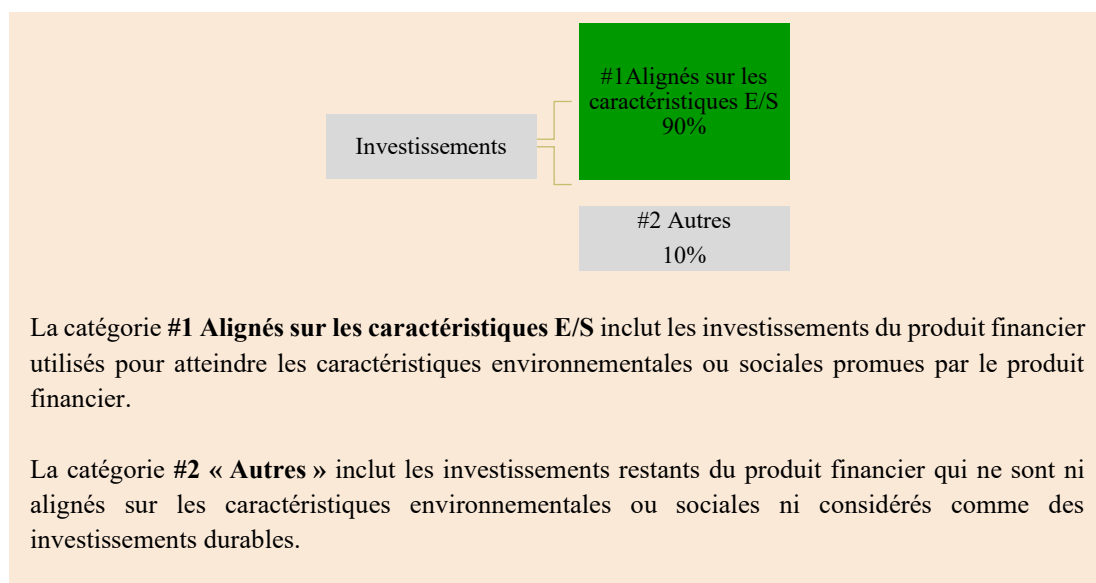 #1Alignés sur les
caractéristiques E/S
90%
Investissements
#2 Autres
10%
La catégorie #1 Alignés sur les caractéristiques E/S inclut les investissements du produit financier
utilisés pour atteindre les caractéristiques environnementales ou sociales promues par le produit
financier.
La catégorie #2 « Autres » inclut les investissements restants du produit financier qui ne sont ni
alignés sur les caractéristiques environnementales ou sociales ni considérés comme des
investissements durables.